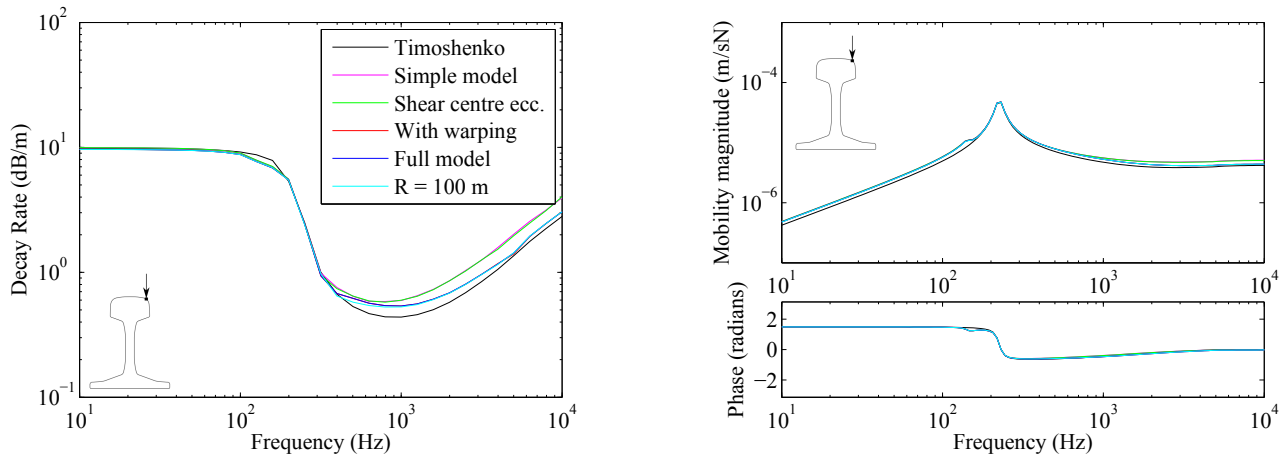 10^2
10^1
10^0
10^-1
Decay Rate (dB/m)
Timoshenko
Simple model
Shear centre ecc.
With warping
Full model
R = 100 m
10^1 10^2 10^3 10^4
Frequency (Hz)
Mobility magnitude (m/sN)
10^-4
10^-6
10^1 10^2 10^3 10^4
Phase (radians)
2
0
−2
10^1 10^2 10^3 10^4
Frequency (Hz)